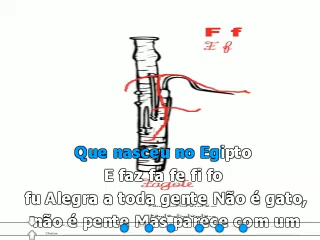 F f
F f
Que nasceu no Egipto
E faz fa fe fi fo
fu Alegra a toda gente Não é gato,
não é pente Mas parece com um
Fagote